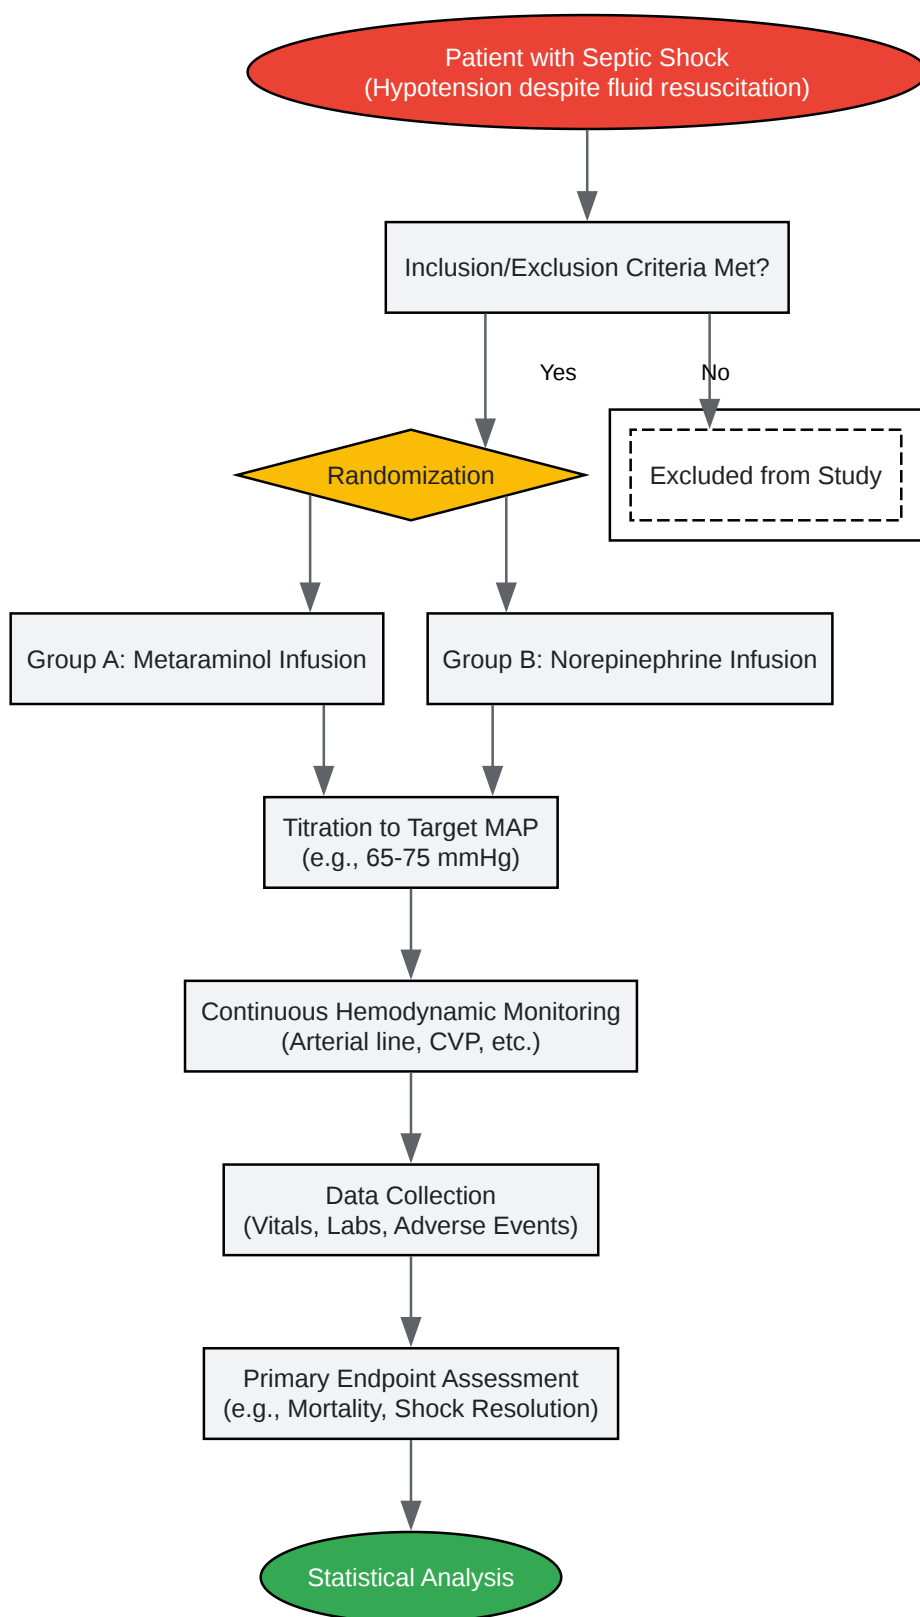 Patient with Septic Shock
(Hypotension despite fluid resuscitation)
Inclusion/Exclusion Criteria Met?
Yes
No
Randomization
Excluded from Study
Group A: Metaraminol Infusion
Group B: Norepinephrine Infusion
Titration to Target MAP
(e.g., 65-75 mmHg)
Continuous Hemodynamic Monitoring
(Arterial line, CVP, etc.)
Data Collection
(Vitals, Labs, Adverse Events)
Primary Endpoint Assessment
(e.g., Mortality, Shock Resolution)
Statistical Analysis